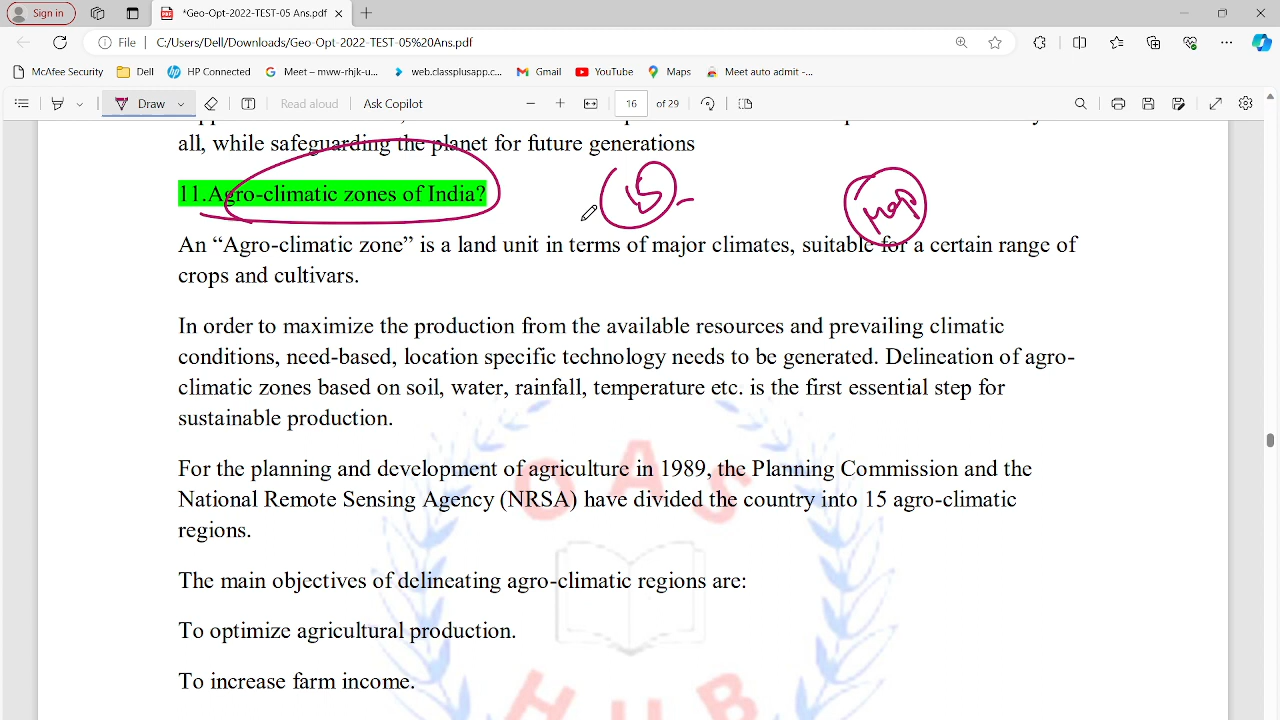 Sign in
*Geo-Opt-2022-TEST-05 Ans.pdf
File
C:/Users/Dell/Downloads/Geo-Opt-2022-TEST-05%20Ans.pdf
McAfee Security
Dell
HP Connected
Meet – mvw-rhjk-u...
web.classplusapp.c...
Gmail
YouTube
Maps
Meet auto admit -...
Draw
Read aloud
Ask Copilot
16
of 29
all, while safeguarding the planet for future generations
11.Agro-climatic zones of India?
15
Map
An “Agro-climatic zone” is a land unit in terms of major climates, suitable for a certain range of
crops and cultivars.
In order to maximize the production from the available resources and prevailing climatic
conditions, need-based, location specific technology needs to be generated. Delineation of agro-
climatic zones based on soil, water, rainfall, temperature etc. is the first essential step for
sustainable production.
For the planning and development of agriculture in 1989, the Planning Commission and the
National Remote Sensing Agency (NRSA) have divided the country into 15 agro-climatic
regions.
The main objectives of delineating agro-climatic regions are:
To optimize agricultural production.
To increase farm income.
OAS
HUB